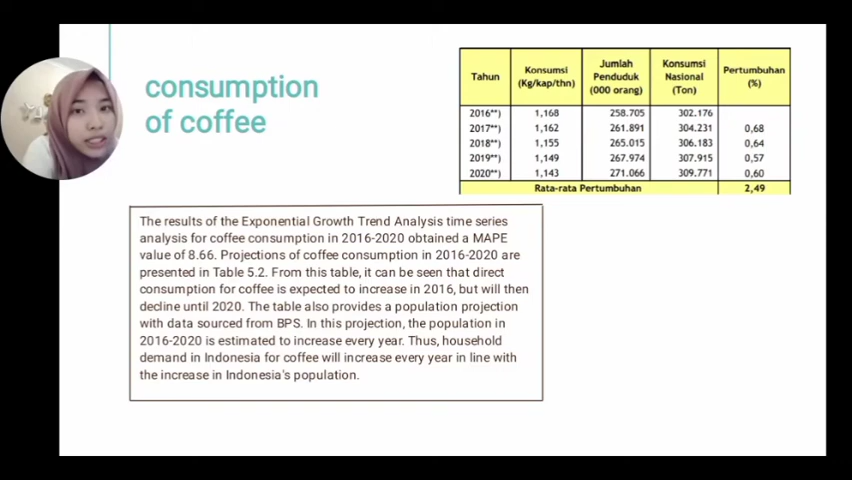 consumption
of coffee
Tahun Konsumsi (Kg/kap/thn) Jumlah Penduduk (000 orang) Konsumsi Nasional (Ton) Pertumbuhan (%)
2016**) 1,168 258.705 302.176
2017**) 1,162 261.891 304.231 0,68
2018**) 1,155 265.015 306.183 0,64
2019**) 1,149 267.974 307.915 0,57
2020**) 1,143 271.066 309.771 0,60
Rata-rata Pertumbuhan 2,49
The results of the Exponential Growth Trend Analysis time series
analysis for coffee consumption in 2016-2020 obtained a MAPE
value of 8.66. Projections of coffee consumption in 2016-2020 are
presented in Table 5.2. From this table, it can be seen that direct
consumption for coffee is expected to increase in 2016, but will then
decline until 2020. The table also provides a population projection
with data sourced from BPS. In this projection, the population in
2016-2020 is estimated to increase every year. Thus, household
demand in Indonesia for coffee will increase every year in line with
the increase in Indonesia's population.